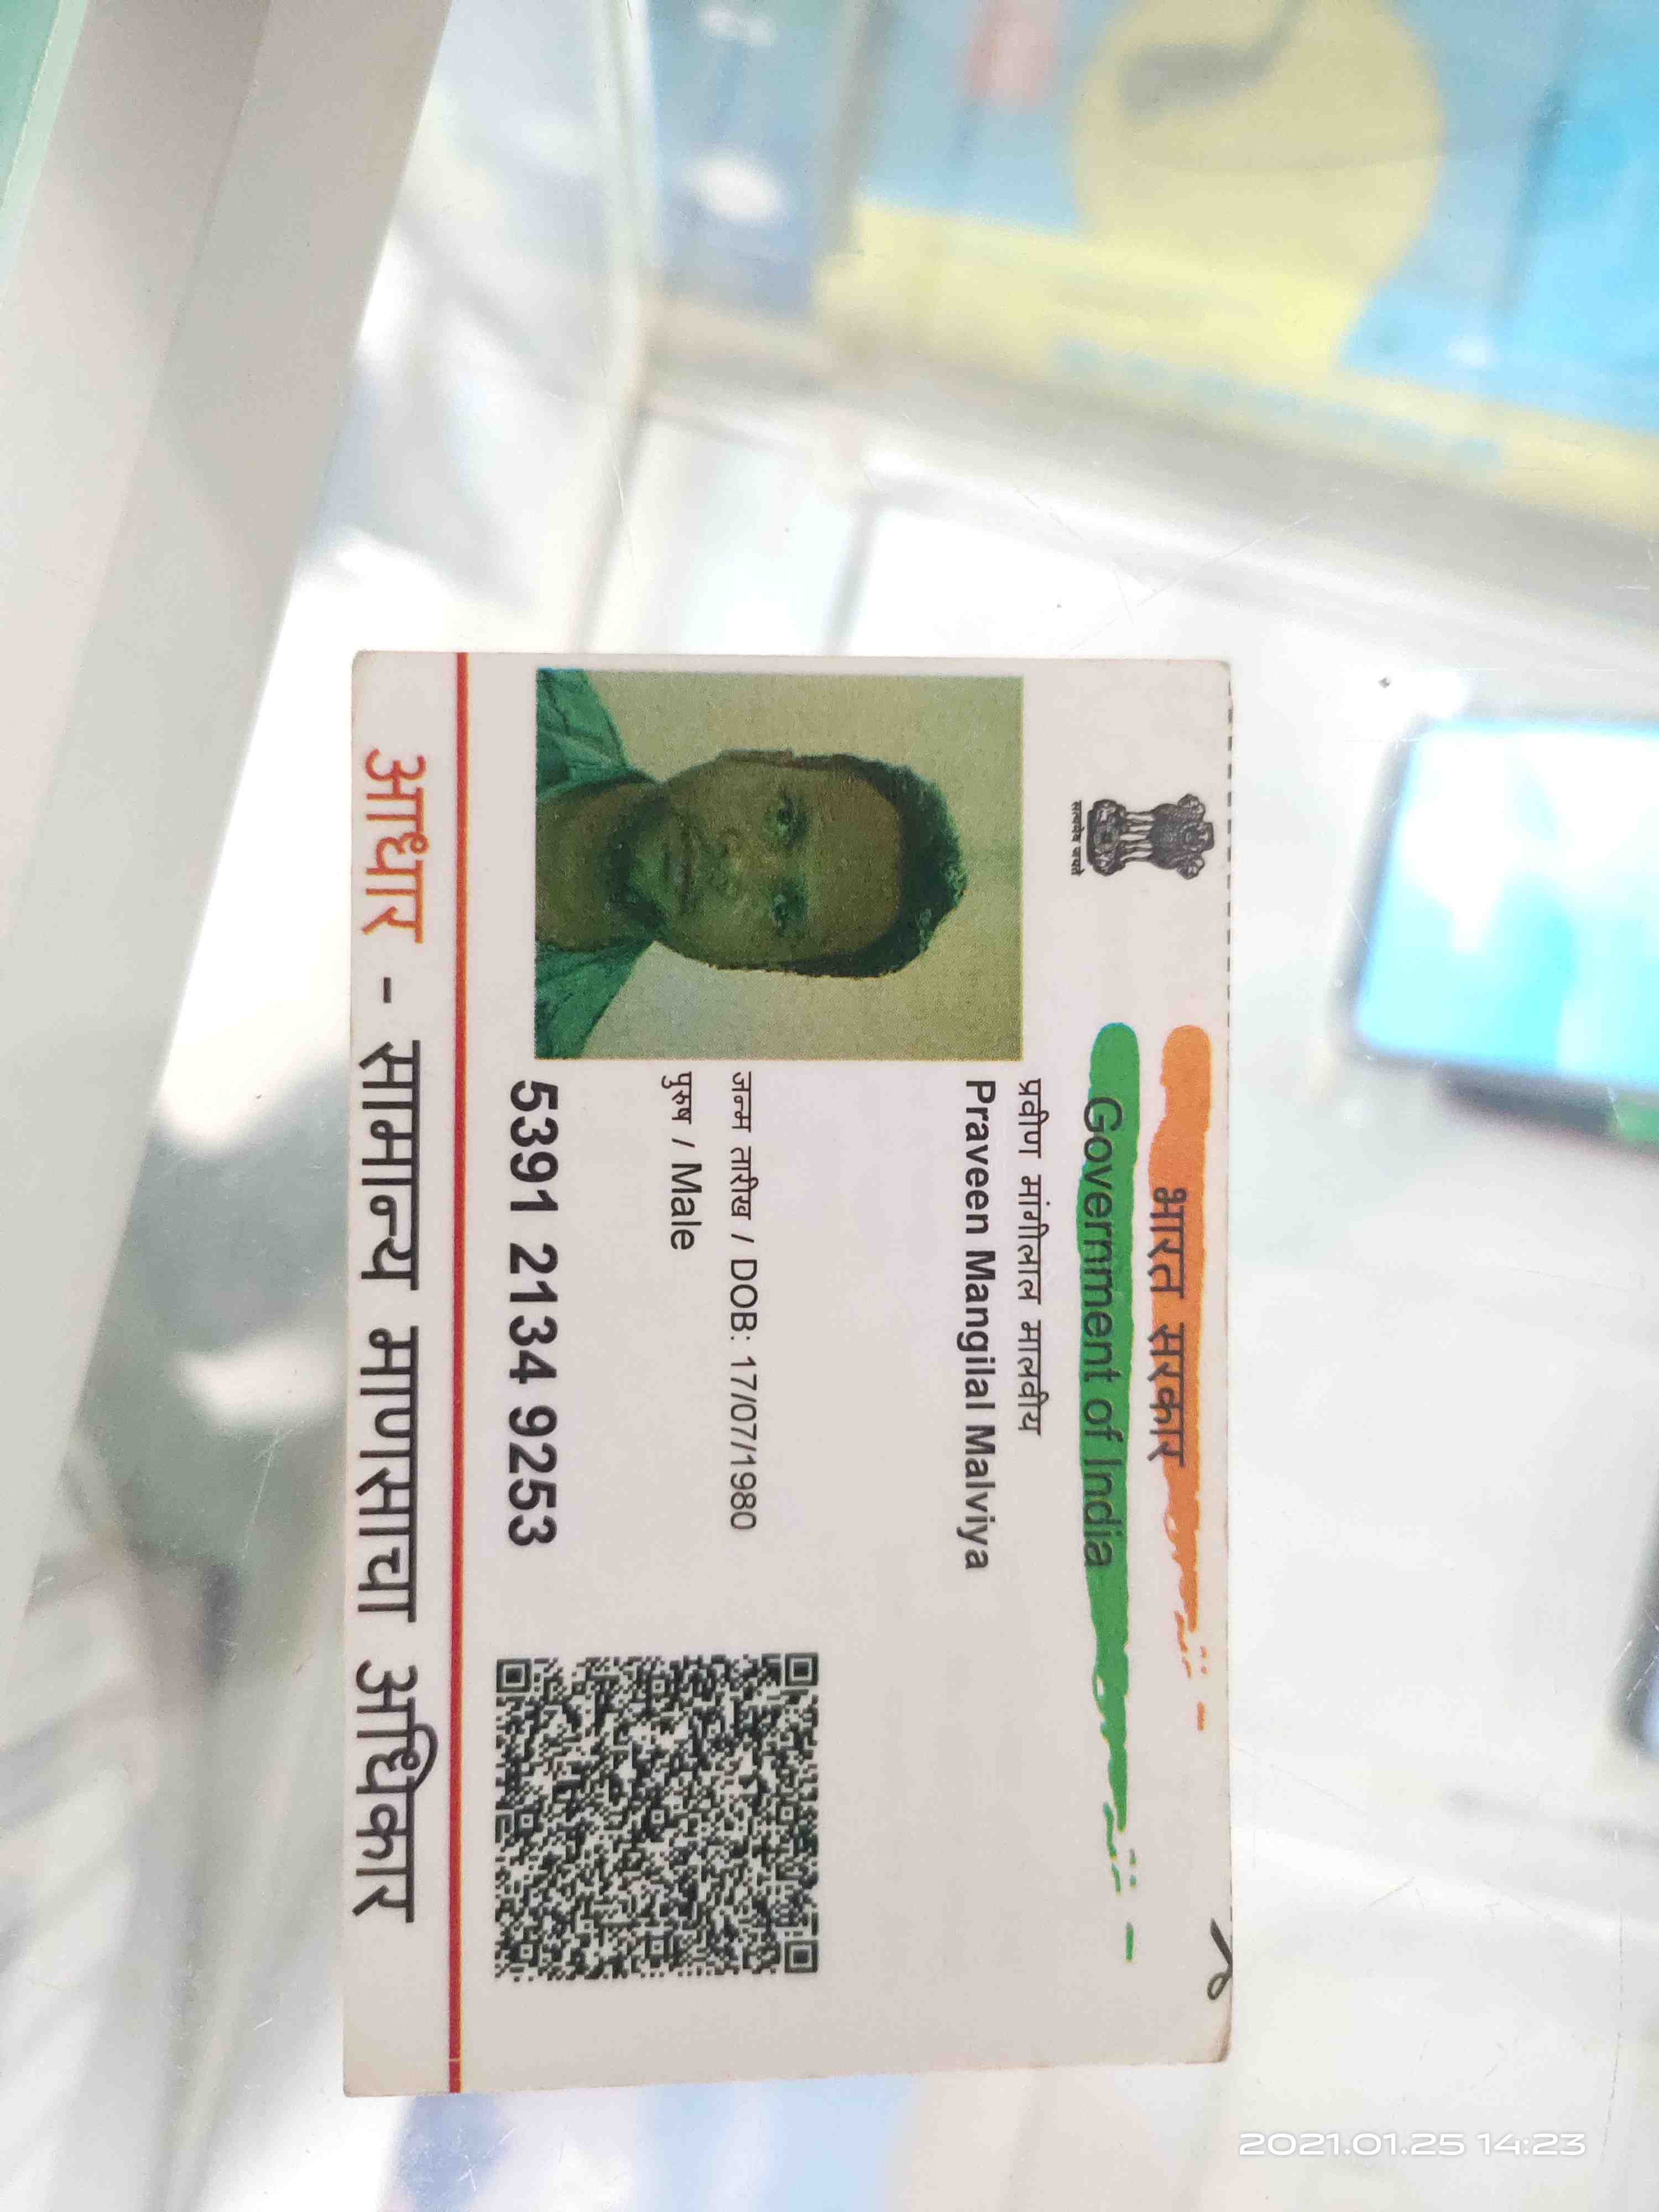 भारत सरकार
Government of India
सत्यमेव जयते
प्रवीण मांगीलाल मालवीय
Praveen Mangilal Malviya
जन्म तारीख / DOB: 17/07/1980
पुरुष / Male
5391 2134 9253
आधार - सामान्य माणसाचा अधिकार
2021.01.25 14:23